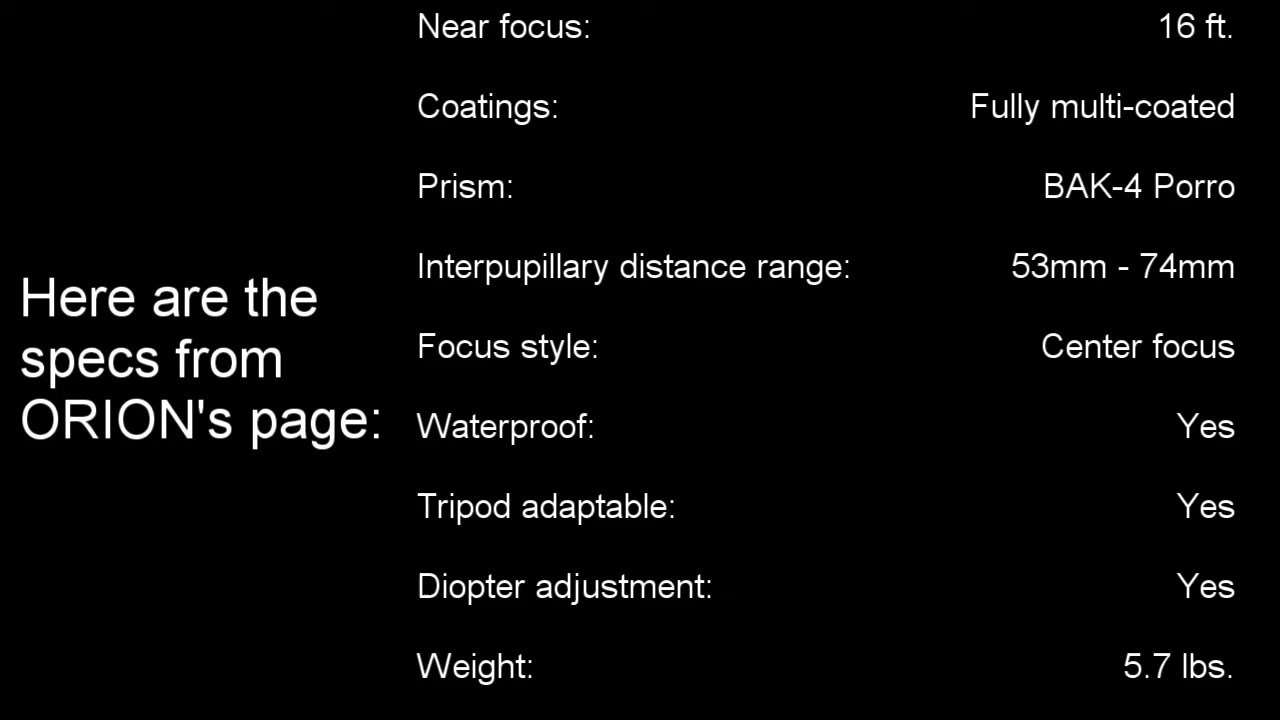 Here are the
specs from
ORION's page:
Near focus: 16 ft.
Coatings: Fully multi-coated
Prism: BAK-4 Porro
Interpupillary distance range: 53mm - 74mm
Focus style: Center focus
Waterproof: Yes
Tripod adaptable: Yes
Diopter adjustment: Yes
Weight: 5.7 lbs.